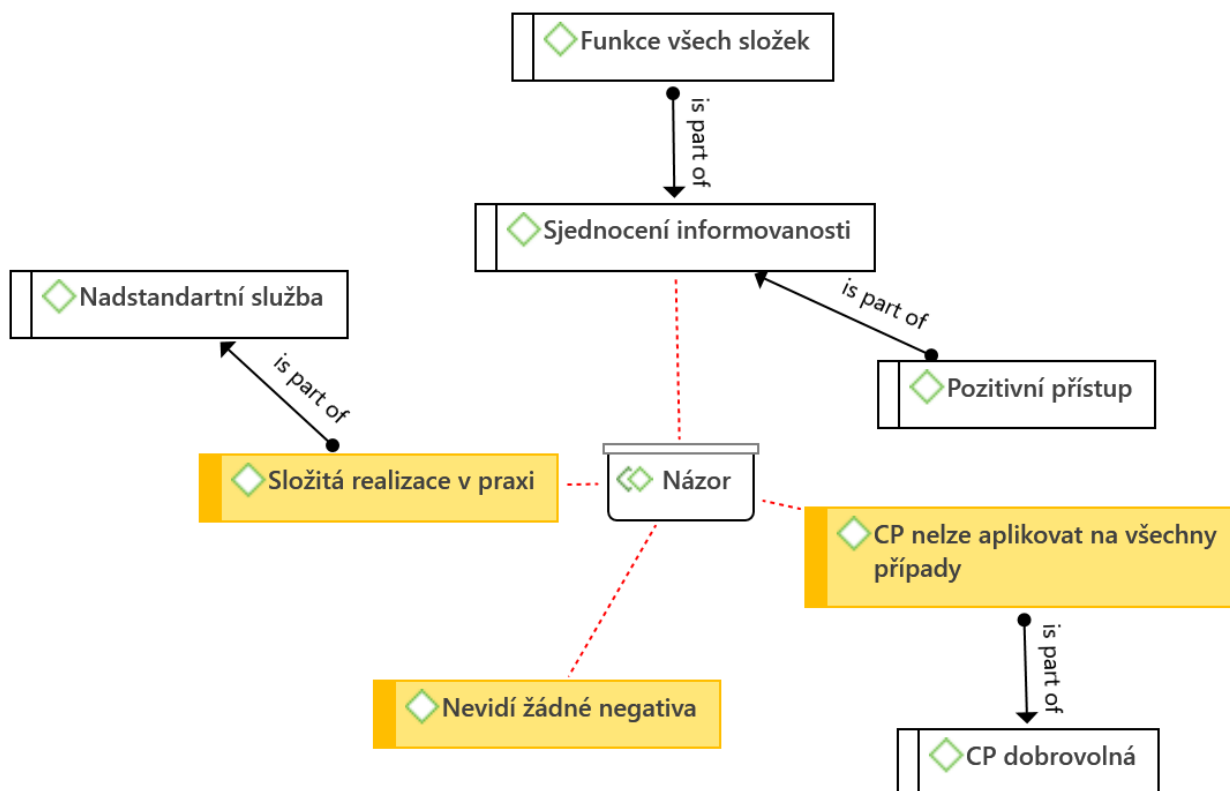 Funkce všech složek
is part of
Sjednocení informovanosti
Nadstandartní služba
is part of
is part of
Pozitivní přístup
Složitá realizace v praxi
Názor
CP nelze aplikovat na všechny
případy
is part of
Nevidí žádné negativa
CP dobrovolná